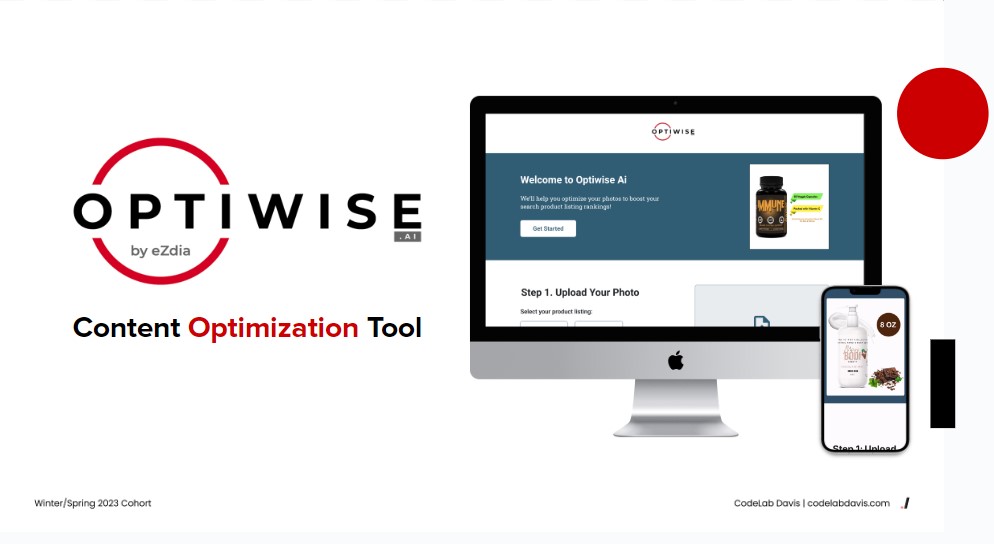 OPTIWISE
.AI
by eZdia
Content Optimization Tool
OPTIWISE
Welcome to Optiwise Ai
We'll help you optimize your photos to boost your
search product listing rankings!
Get Started
IMMUNE
Step 1. Upload Your Photo
Select your product listing:
8 OZ
Step 1: Upload
Winter/Spring 2023 Cohort
CodeLab Davis | codelabdavis.com